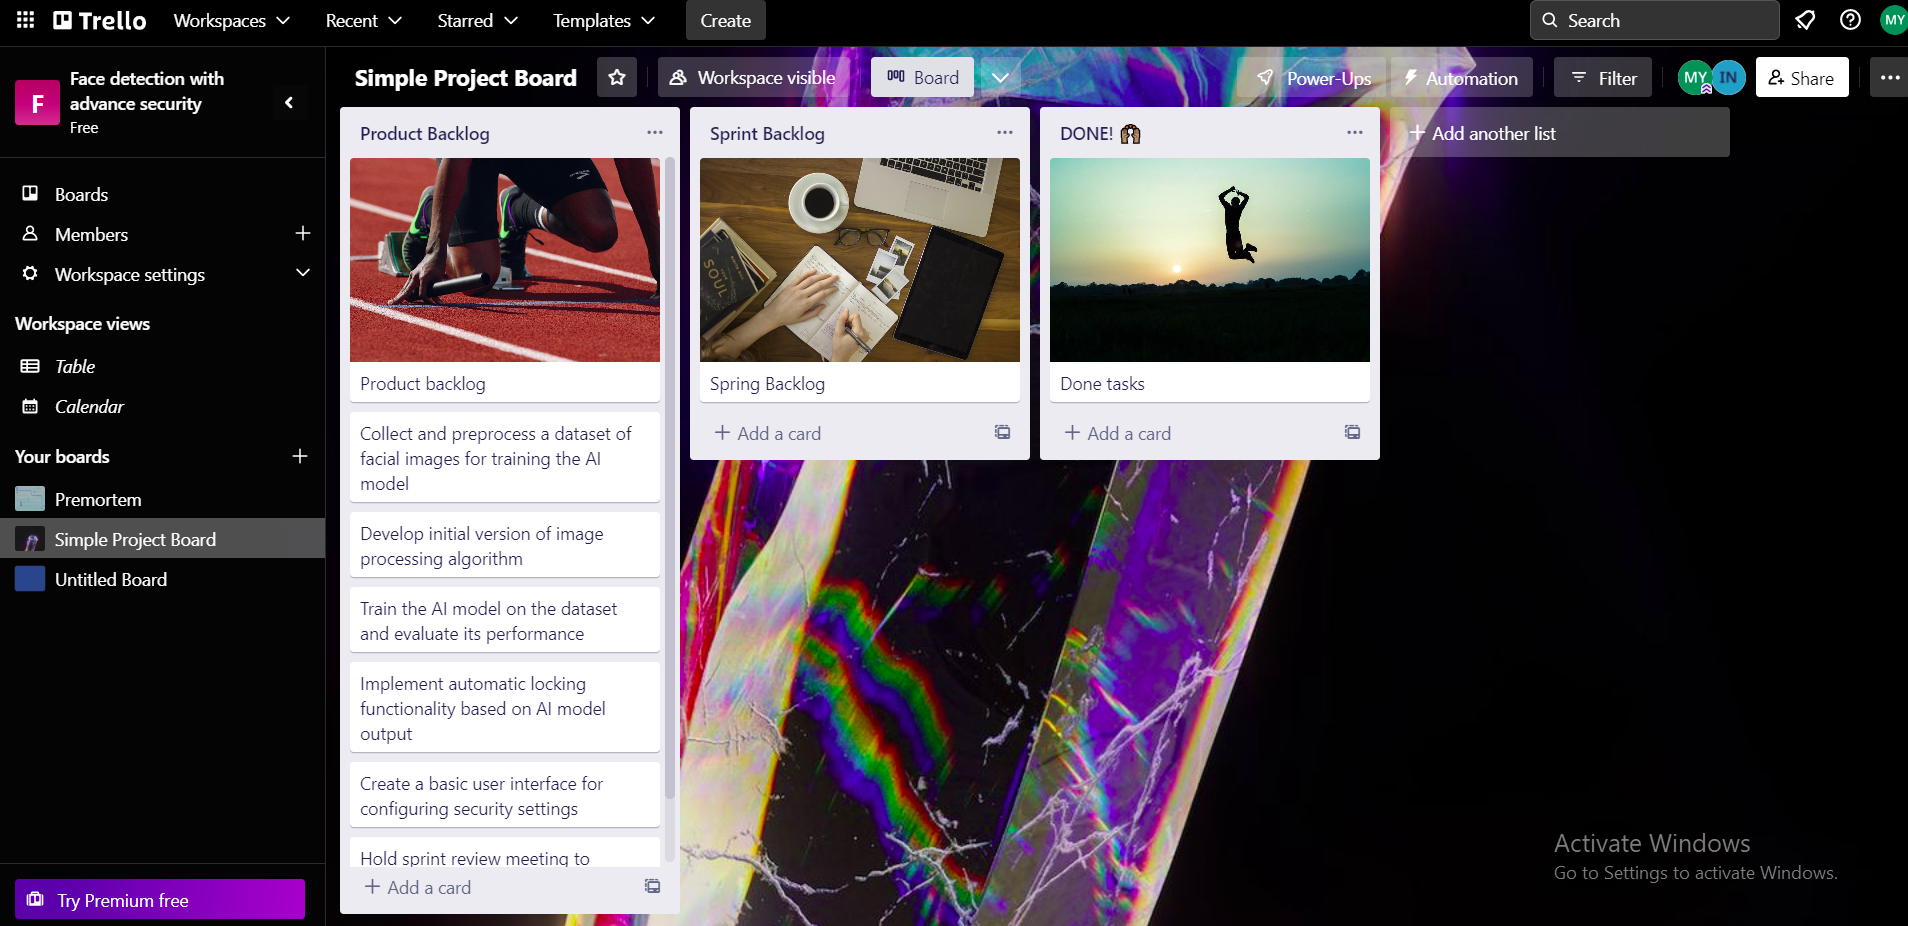 Trello
Workspaces
Recent
Starred
Templates
Create
Search
MY
F
Face detection with
advance security
Free
Boards
Members
Workspace settings
Workspace views
Table
Calendar
Your boards
Premortem
Simple Project Board
Untitled Board
Try Premium free
Simple Project Board
Workspace visible
Board
Power-Ups
Automation
Filter
MY
IN
Share
Product Backlog
Product backlog
Collect and preprocess a dataset of
facial images for training the AI
model
Develop initial version of image
processing algorithm
Train the AI model on the dataset
and evaluate its performance
Implement automatic locking
functionality based on AI model
output
Create a basic user interface for
configuring security settings
Hold sprint review meeting to
Add a card
Sprint Backlog
SOUL
Spring Backlog
Add a card
DONE!
Done tasks
Add a card
Add another list
Activate Windows
Go to Settings to activate Windows.